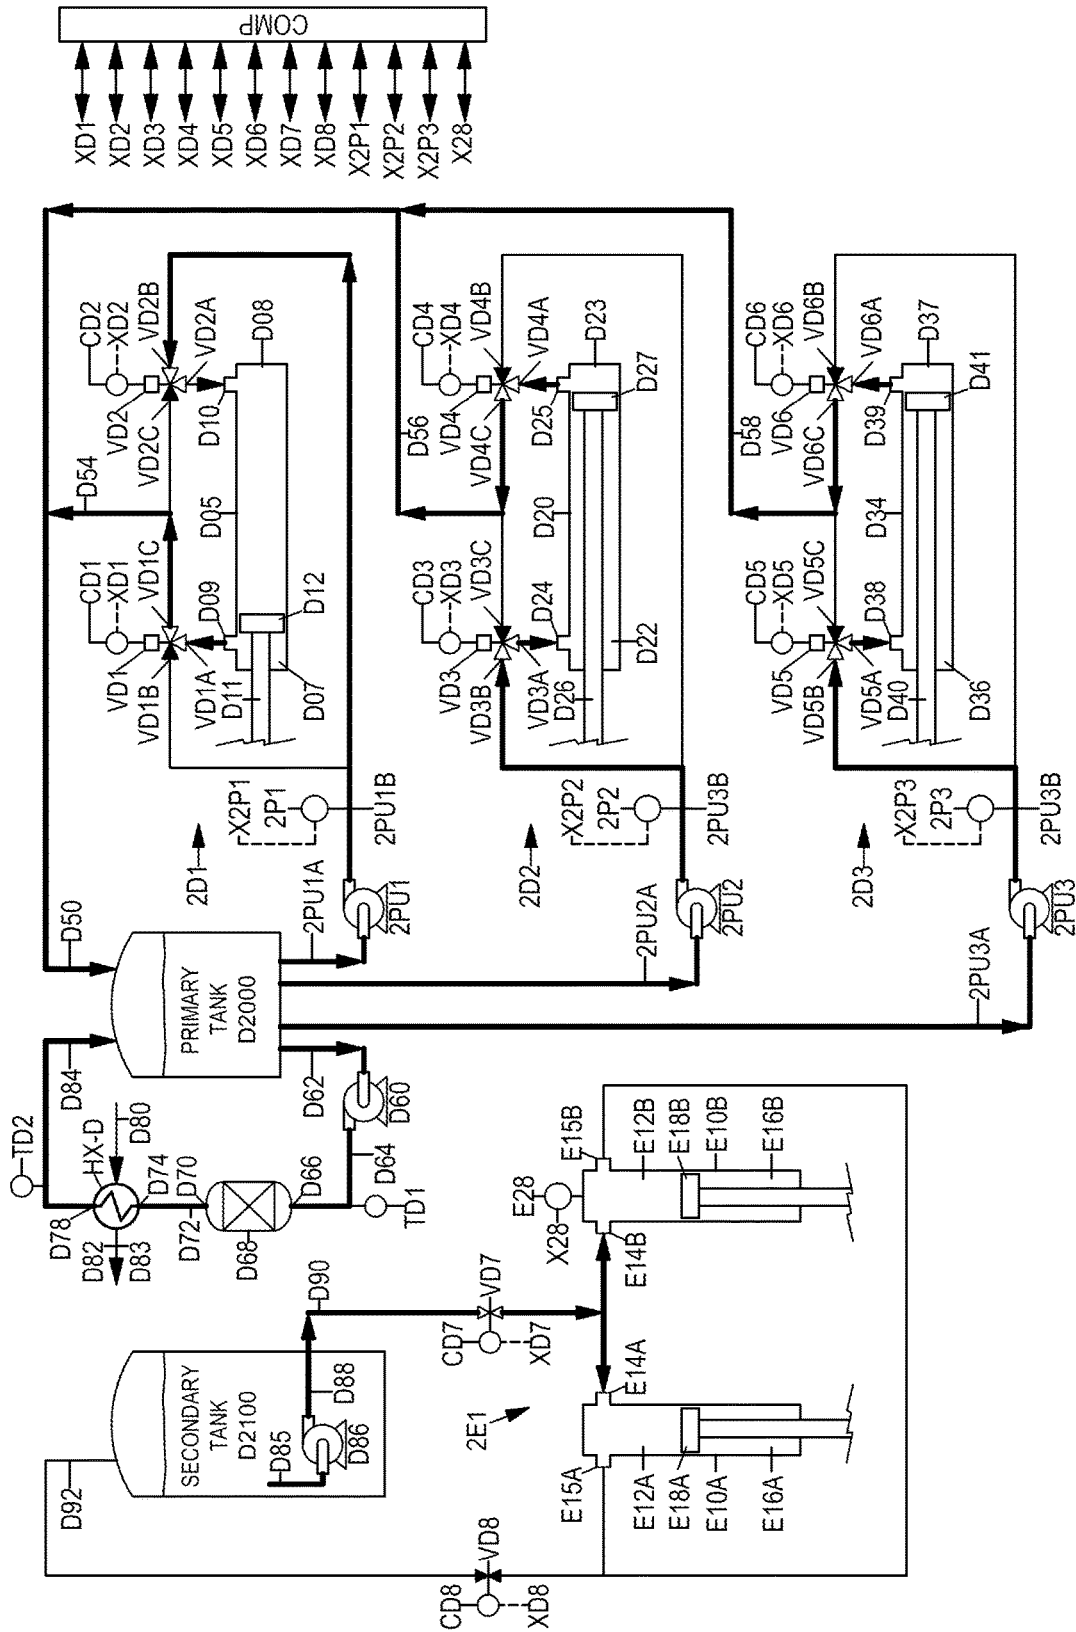 COMP
XD1
XD2
XD3
XD4
XD5
XD6
XD7
XD8
X2P1
X2P2
X2P3
X28
CD2
XD2
VD2B
VD2A
D08
VD2
VD2C
D10
D54
D05
CD1
XD1
VD1C
D09
D12
VD1
VD1B
VD1A
D11
D07
X2P1
2P1
2PU1B
2D1
CD4
XD4
VD4B
VD4A
D23
D27
D56
VD4
VD4C
D25
D20
CD3
XD3
VD3C
D24
D22
VD3
VD3B
VD3A
D26
X2P2
2P2
2PU3B
2D2
CD6
XD6
VD6B
VD6A
D37
D41
D58
VD6
VD6C
D39
D34
CD5
XD5
VD5C
D38
D36
VD5
VD5B
VD5A
D40
X2P3
2P3
2PU3B
2D3
D50
2PU1A
2PU1
2PU2A
2PU2
2PU3A
2PU3
PRIMARY
TANK
D2000
D84
D62
D60
TD2
HX-D
D80
D74
D70
D66
D64
D78
D82
D83
D72
D68
TD1
D90
D88
SECONDARY
TANK
D2100
D85
D86
D92
VD7
CD7
XD7
VD8
CD8
XD8
2E1
E28
X28
E15B
E12B
E18B
E10B
E16B
E14B
E14A
E15A
E12A
E18A
E10A
E16A